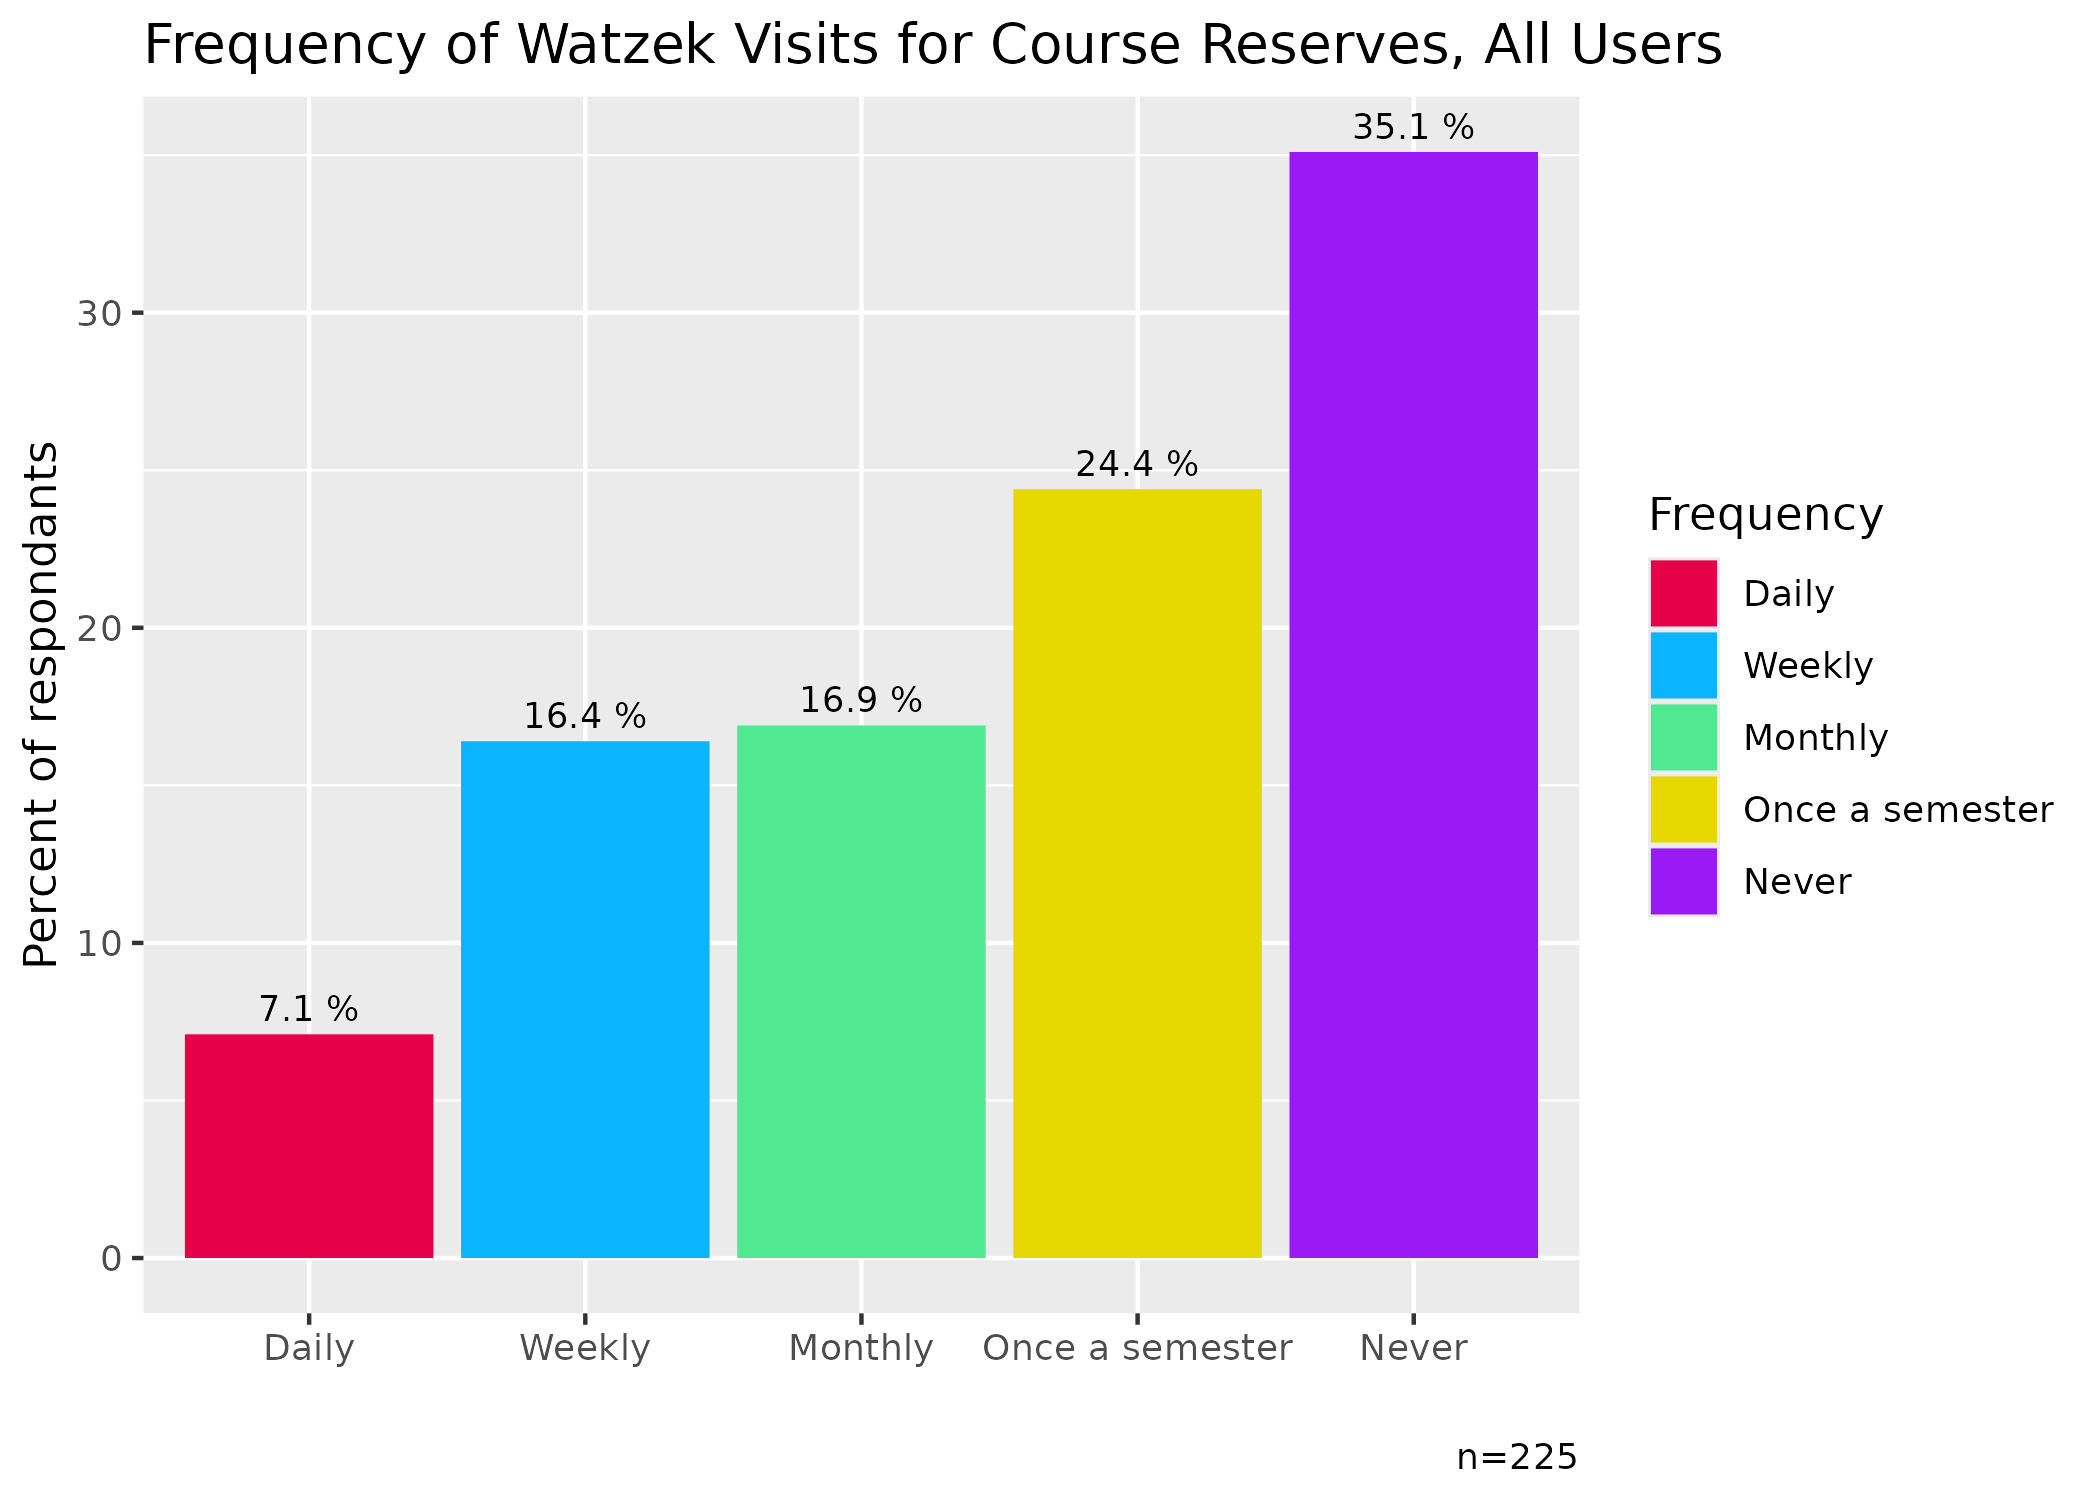 Frequency of Watzek Visits for Course Reserves, All Users
Percent of respondants
30
20
10
0
7.1 %
16.4 %
16.9 %
24.4 %
35.1 %
Daily
Weekly
Monthly
Once a semester
Never
Frequency
Daily
Weekly
Monthly
Once a semester
Never
n=225